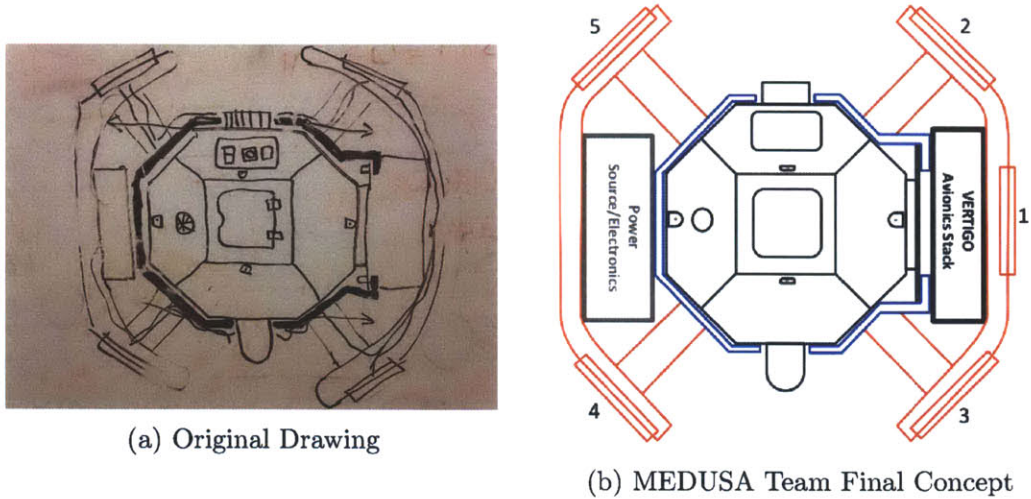 5
2
Power
Source/Electronics
VERTIGO
Avionics Stack
1
4
3
(a) Original Drawing
(b) MEDUSA Team Final Concept